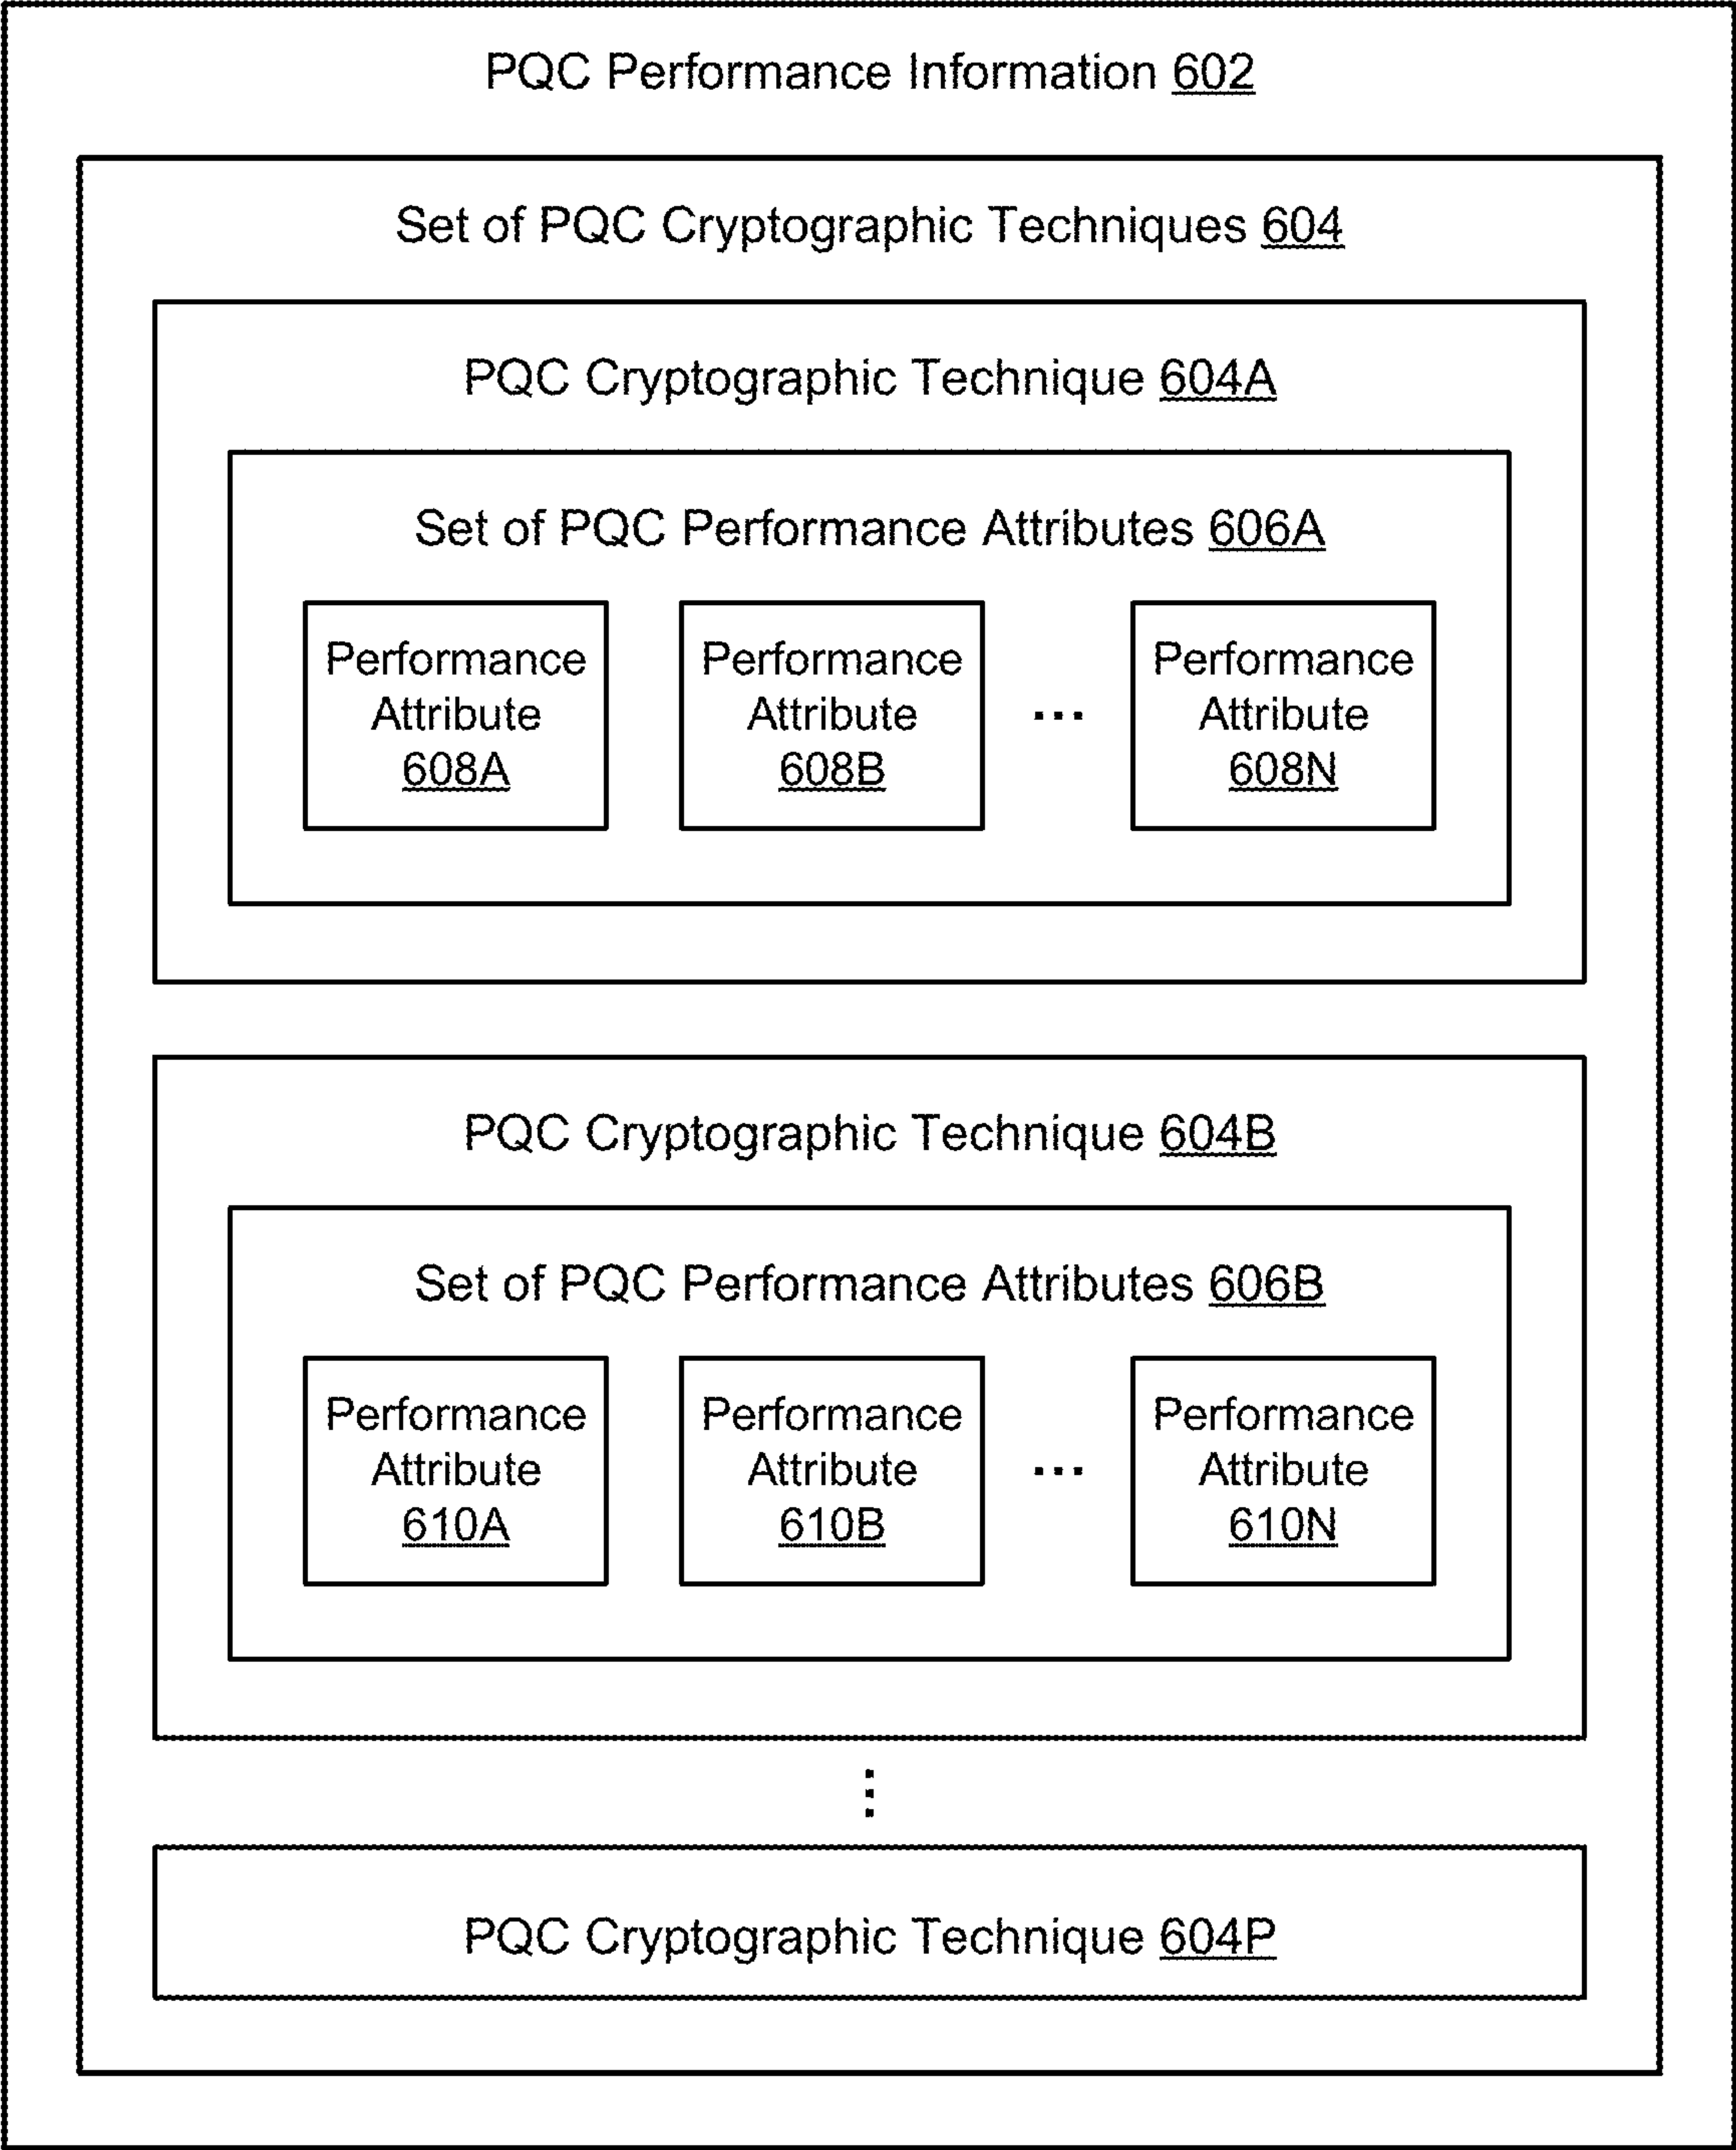 PQC Performance Information 602
Set of PQC Cryptographic Techniques 604
PQC Cryptographic Technique 604A
Set of PQC Performance Attributes 606A
Performance
Attribute
608A
Performance
Attribute
608B
...
Performance
Attribute
608N
PQC Cryptographic Technique 604B
Set of PQC Performance Attributes 606B
Performance
Attribute
610A
Performance
Attribute
610B
...
Performance
Attribute
610N
⋮
PQC Cryptographic Technique 604P